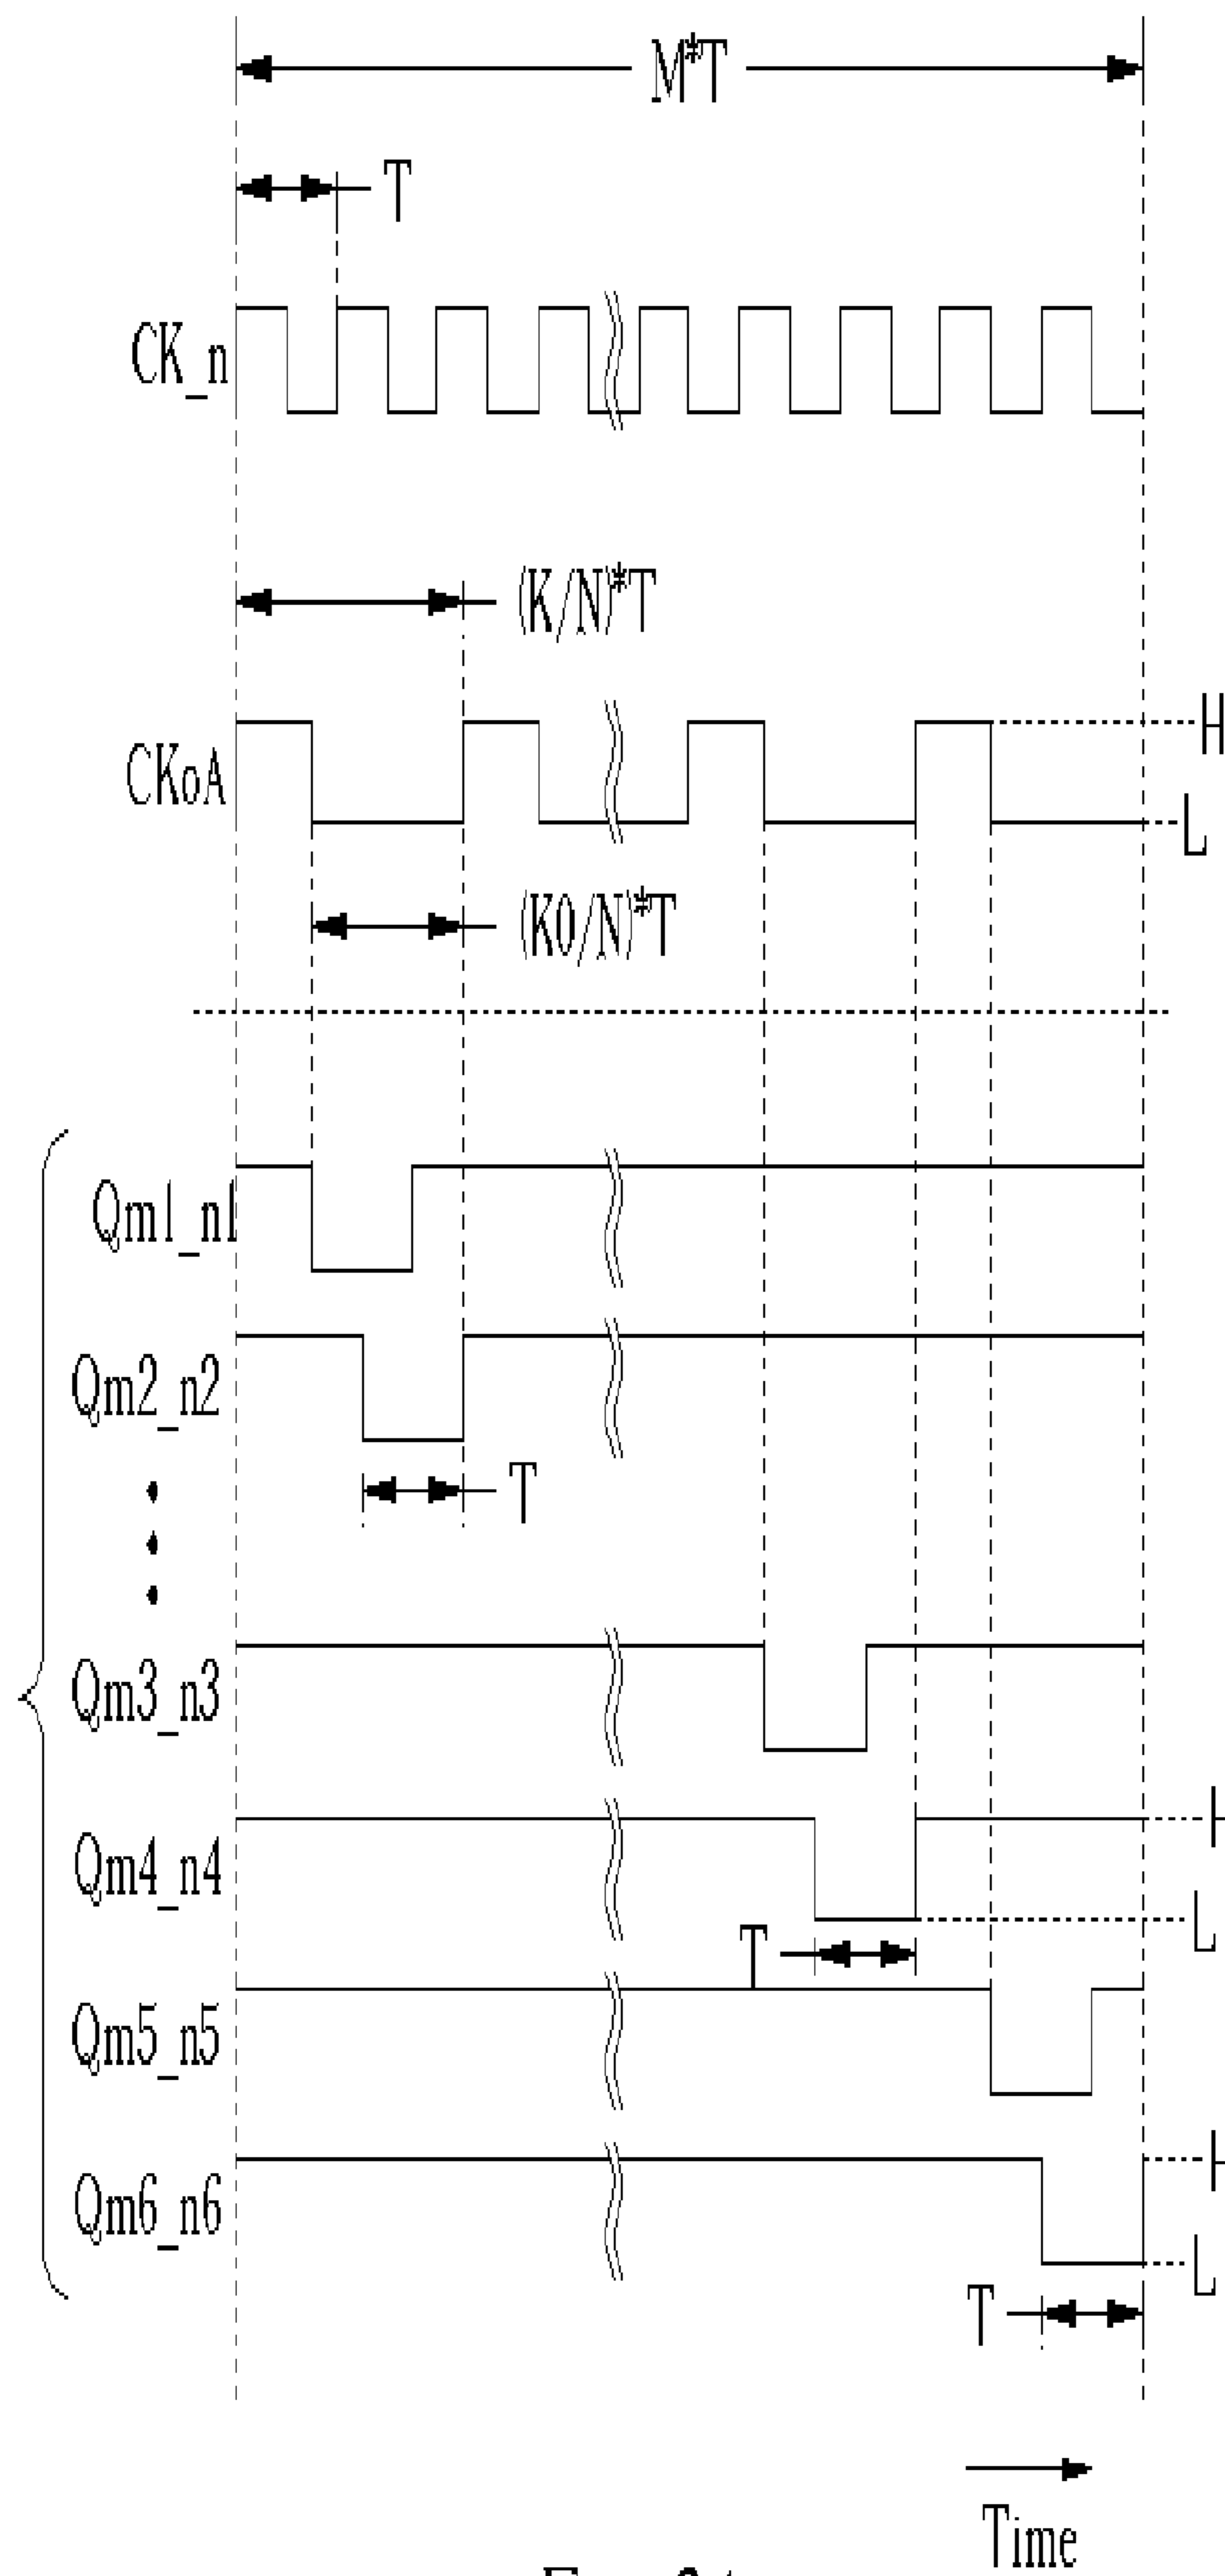 M*T
T
CK_n
(K/N)*T
CKoA
H
L
(K0/N)*T
Qm1_n1
Qm2_n2
T
Qm3_n3
Qm4_n4
L
T
Qm5_n5
Qm6_n6
L
T
Time